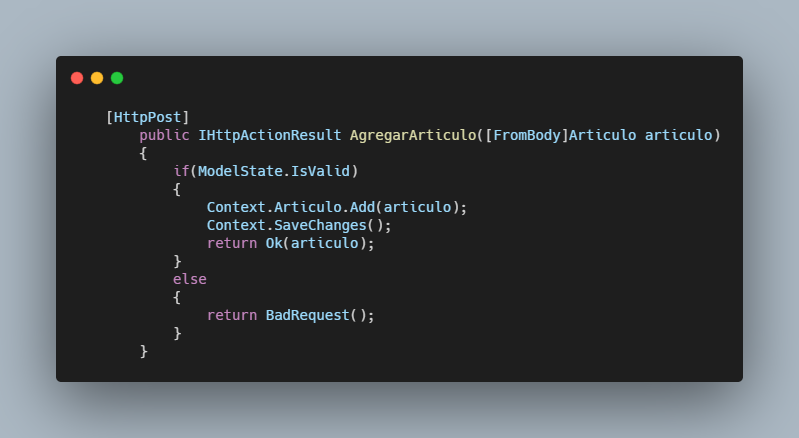 [HttpPost]
public IHttpActionResult AgregarArticulo([FromBody]Articulo articulo)
{
if(ModelState.IsValid)
{
Context.Articulo.Add(articulo);
Context.SaveChanges();
return Ok(articulo);
}
else
{
return BadRequest();
}
}